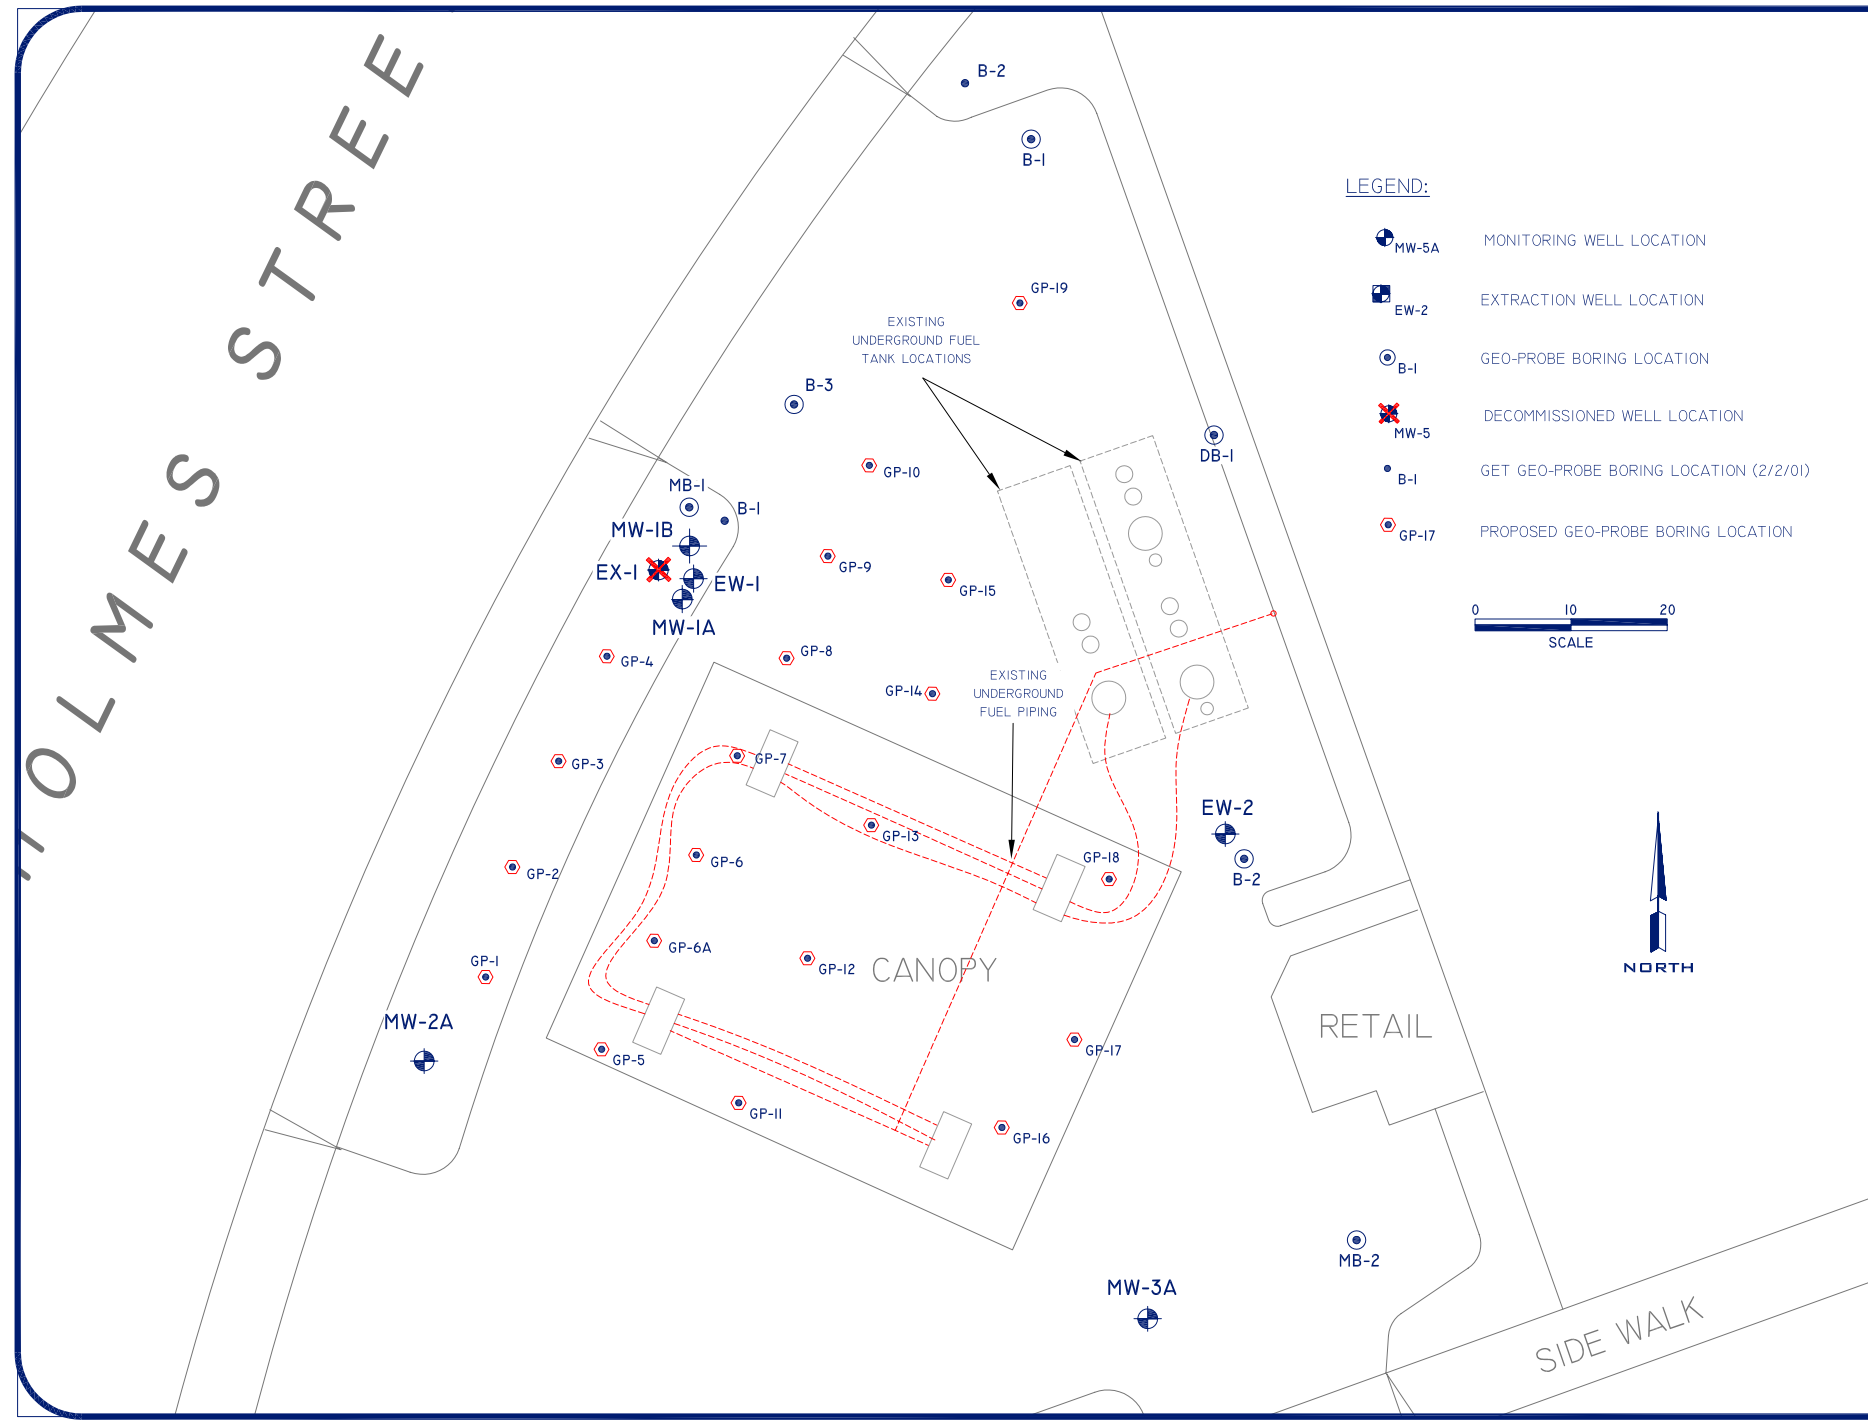 HOLMES STREE
B-2
B-1
GP-19
EXISTING
UNDERGROUND FUEL
TANK LOCATIONS
B-3
GP-10
DB-1
MB-1
B-1
MW-1B
EX-1
EW-1
MW-1A
GP-9
GP-15
GP-4
GP-8
GP-14
EXISTING
UNDERGROUND
FUEL PIPING
GP-3
GP-7
GP-13
EW-2
B-2
GP-18
GP-6
GP-2
GP-6A
GP-12
CANOPY
GP-1
MW-2A
GP-5
GP-17
GP-11
GP-16
RETAIL
MB-2
MW-3A
SIDE WALK
LEGEND:
MW-5A MONITORING WELL LOCATION
EW-2 EXTRACTION WELL LOCATION
B-1 GEO-PROBE BORING LOCATION
MW-5 DECOMMISSIONED WELL LOCATION
B-1 GET GEO-PROBE BORING LOCATION (2/2/01)
GP-17 PROPOSED GEO-PROBE BORING LOCATION
0 10 20
SCALE
NORTH